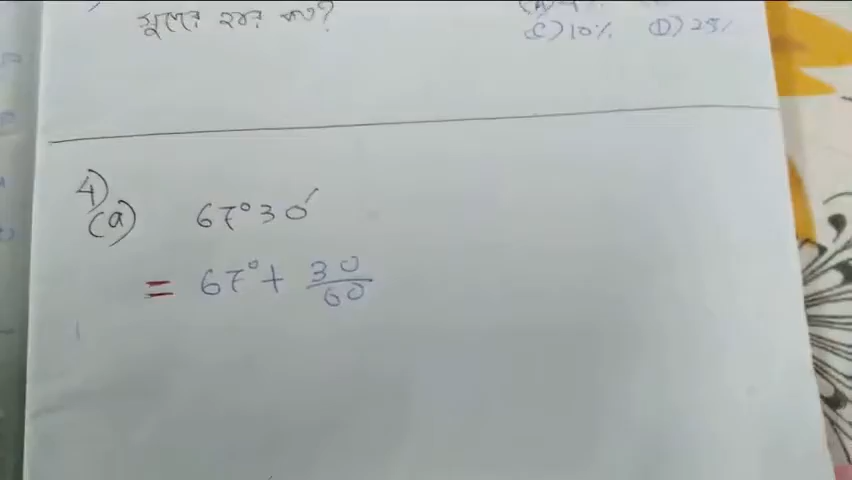 সুদের হার কত?
C) 10% D) 25%
4)
(a) 67°30′
= 67° + 30/60